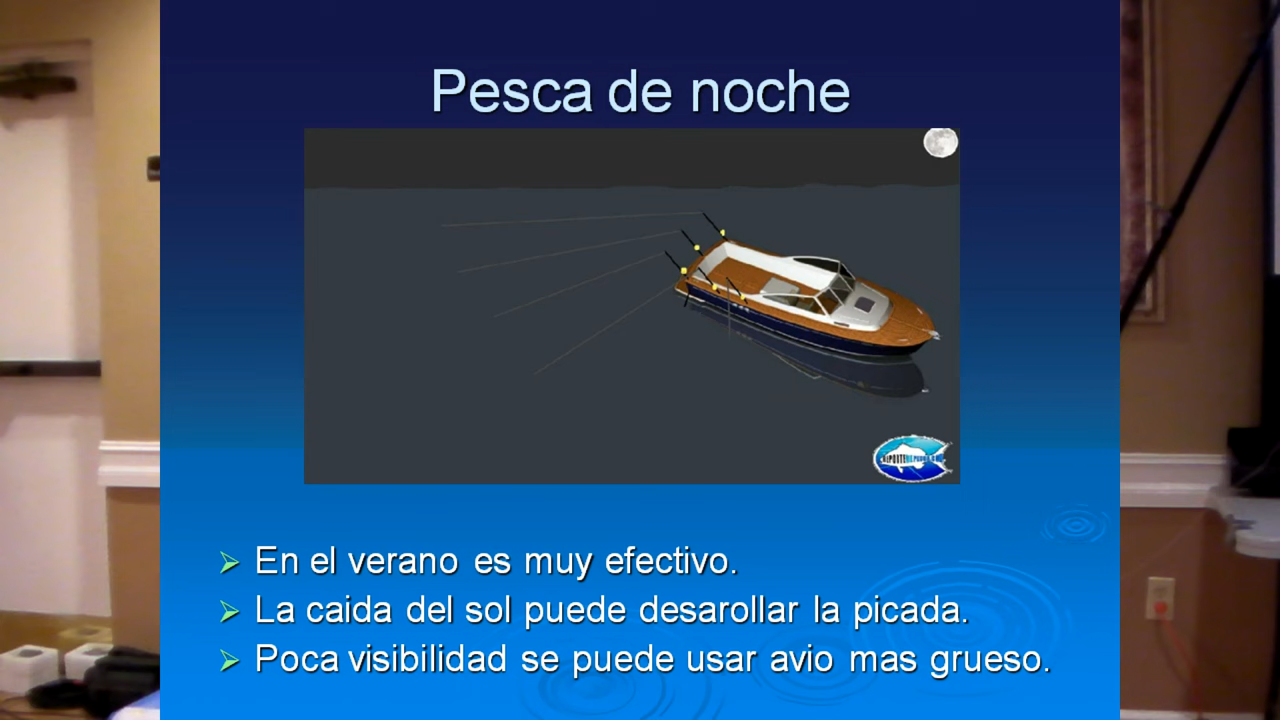 Pesca de noche
En el verano es muy efectivo.
La caida del sol puede desarollar la picada.
Poca visibilidad se puede usar avio mas grueso.